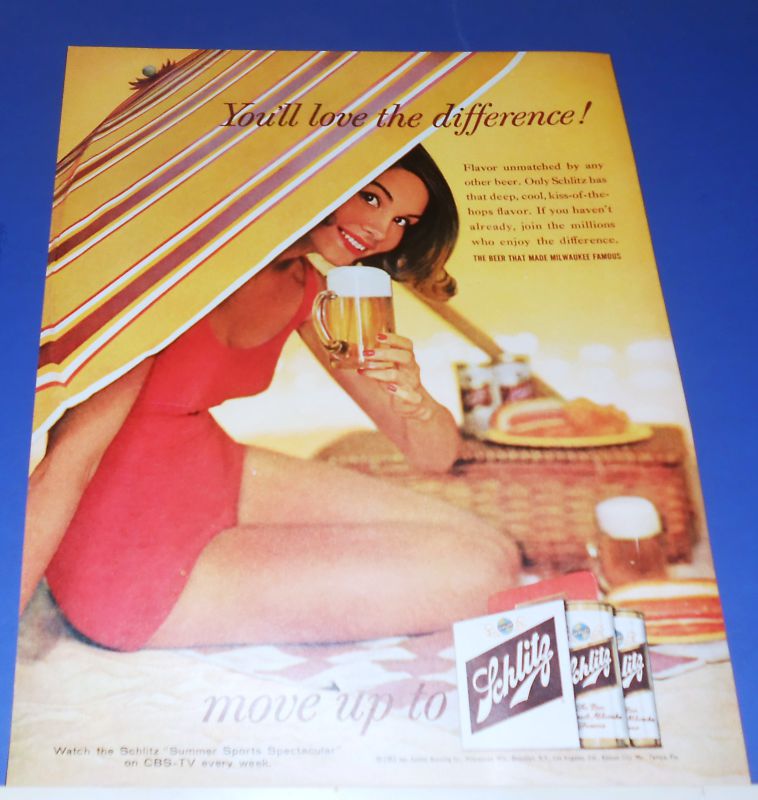 You'll love the difference!
Flavor unmatched by any
other beer. Only Schlitz has
that deep, cool, kiss-of-the-
hops flavor. If you haven't
already, join the millions
who enjoy the difference.
THE BEER THAT MADE MILWAUKEE FAMOUS
Schlitz
chlitz
litz
move up to
Watch the Schlitz "Summer Sports Spectacular"
on CBS-TV every week.